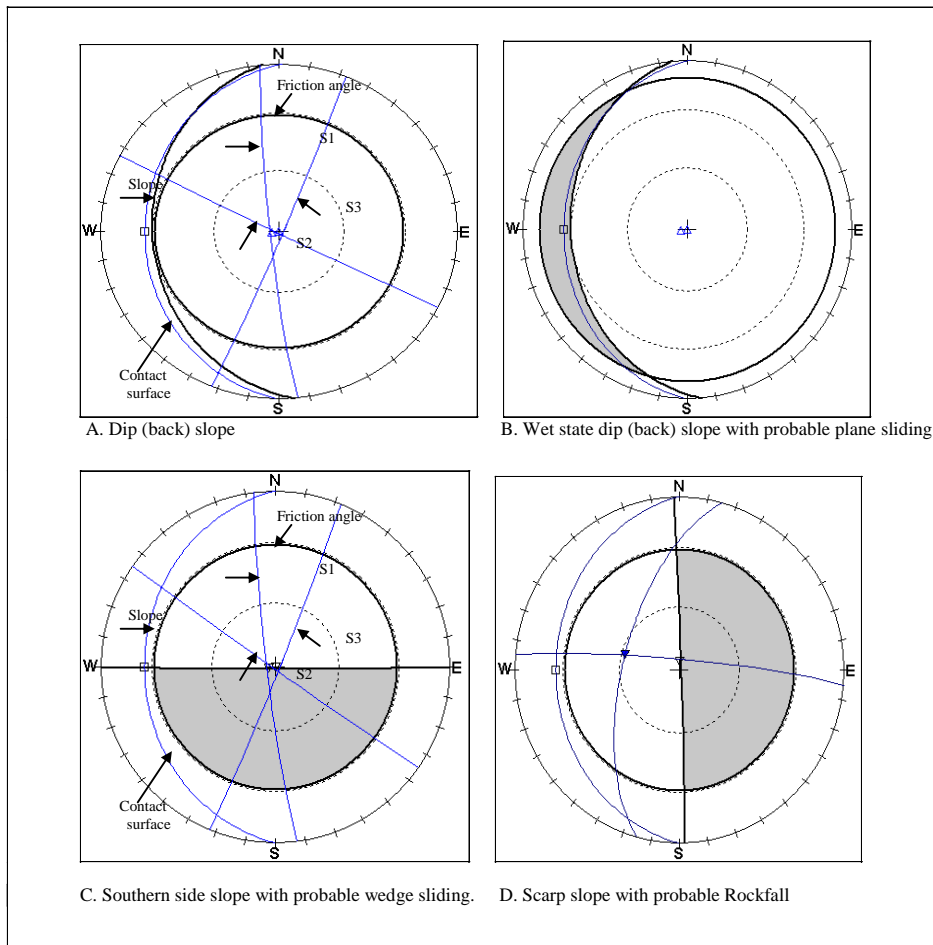 N
Friction angle
S1
Slope
S3
W
E
S2
Contact
surface
S
A. Dip (back) slope
N
W
E
S
B. Wet state dip (back) slope with probable plane sliding
N
Friction angle
S1
Slope
S3
W
E
S2
Contact
surface
S
C. Southern side slope with probable wedge sliding.
N
W
E
S
D. Scarp slope with probable Rockfall